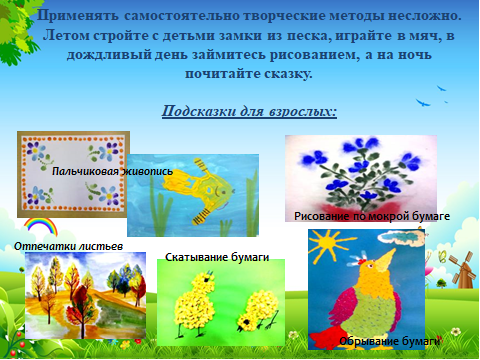 Применять самостоятельно творческие методы несложно.
Летом стройте с детьми замки из песка, играйте в мяч, в
дождливый день займитесь рисованием, а на ночь
почитайте сказку.
Подсказки для взрослых:
Пальчиковая живопись
Рисование по мокрой бумаге
Отпечатки листьев
Скатывание бумаги
Обрывание бумаги